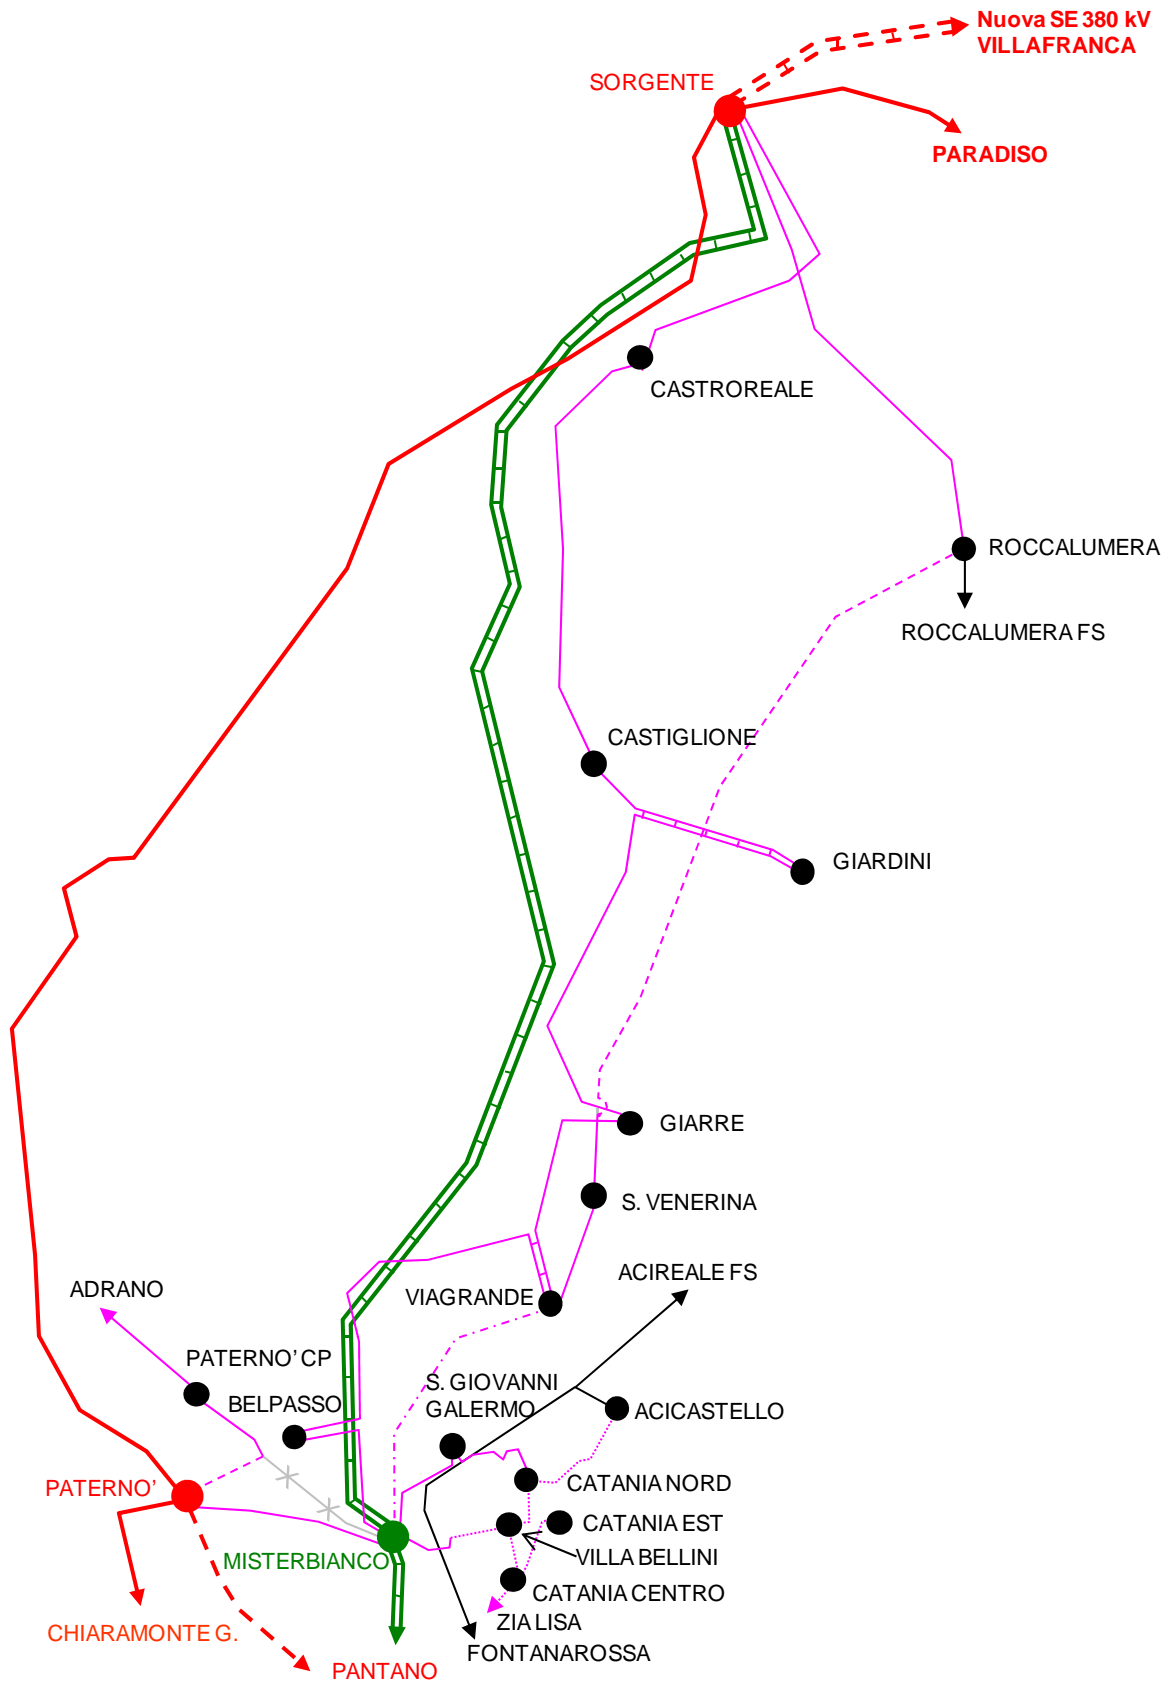 Nuova SE 380 kV
VILLAFRANCA
SORGENTE
PARADISO
CASTROREALE
ROCCALUMERA
ROCCALUMERA FS
CASTIGLIONE
GIARDINI
GIARRE
S. VENERINA
ACIREALE FS
ADRANO
VIAGRANDE
PATERNO' CP
S. GIOVANNI
GALERMO
BELPASSO
ACICASTELLO
PATERNO'
CATANIA NORD
CATANIA EST
MISTERBIANCO
VILLA BELLINI
CATANIA CENTRO
ZIA LISA
CHIARAMONTE G.
FONTANAROSSA
PANTANO